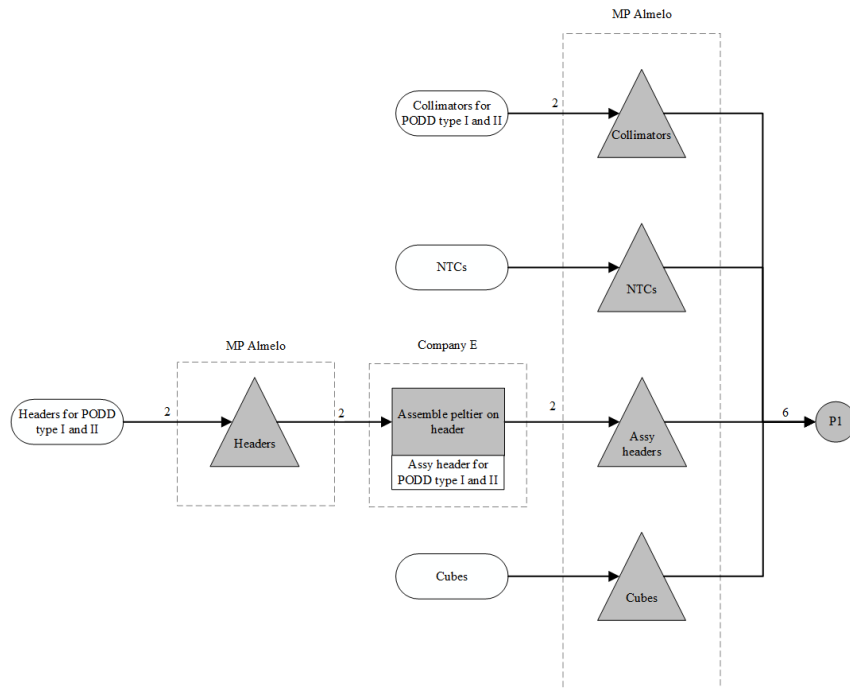 MP Almelo
Collimators for
PODD type I and II
2
Collimators
NTCs
NTCs
MP Almelo
Company E
Headers for PODD
type I and II
2
Headers
2
Assemble peltier on
header
Assy header for
PODD type I and II
2
Assy
headers
6
P1
Cubes
Cubes